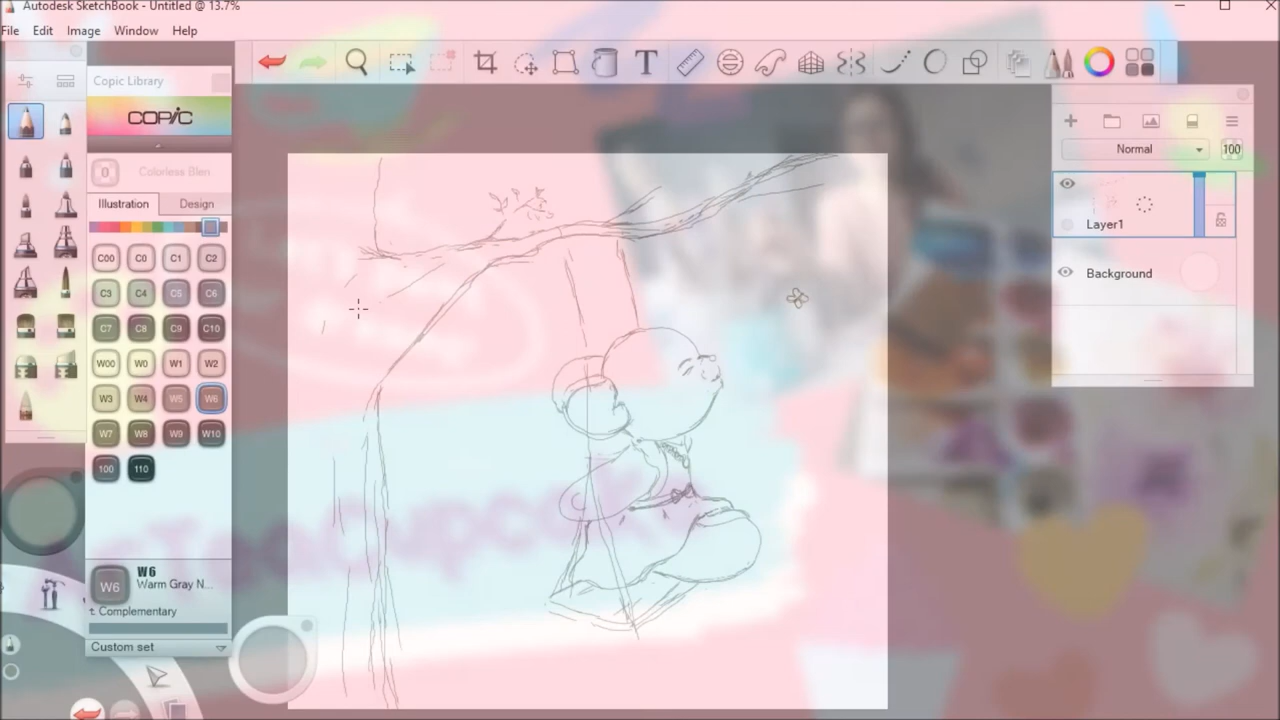 Autodesk SketchBook - Untitled @ 13.7%
File Edit Image Window Help
Copic Library
COPIC
0 Colorless Blen
Illustration Design
C00 C0 C1 C2
C3 C4 C5 C6
C7 C8 C9 C10
W00 W0 W1 W2
W3 W4 W5 W6
W7 W8 W9 W10
100 110
W6
W6 Warm Gray N...
t: Complementary
Custom set
T
Normal 100
Layer1
Background